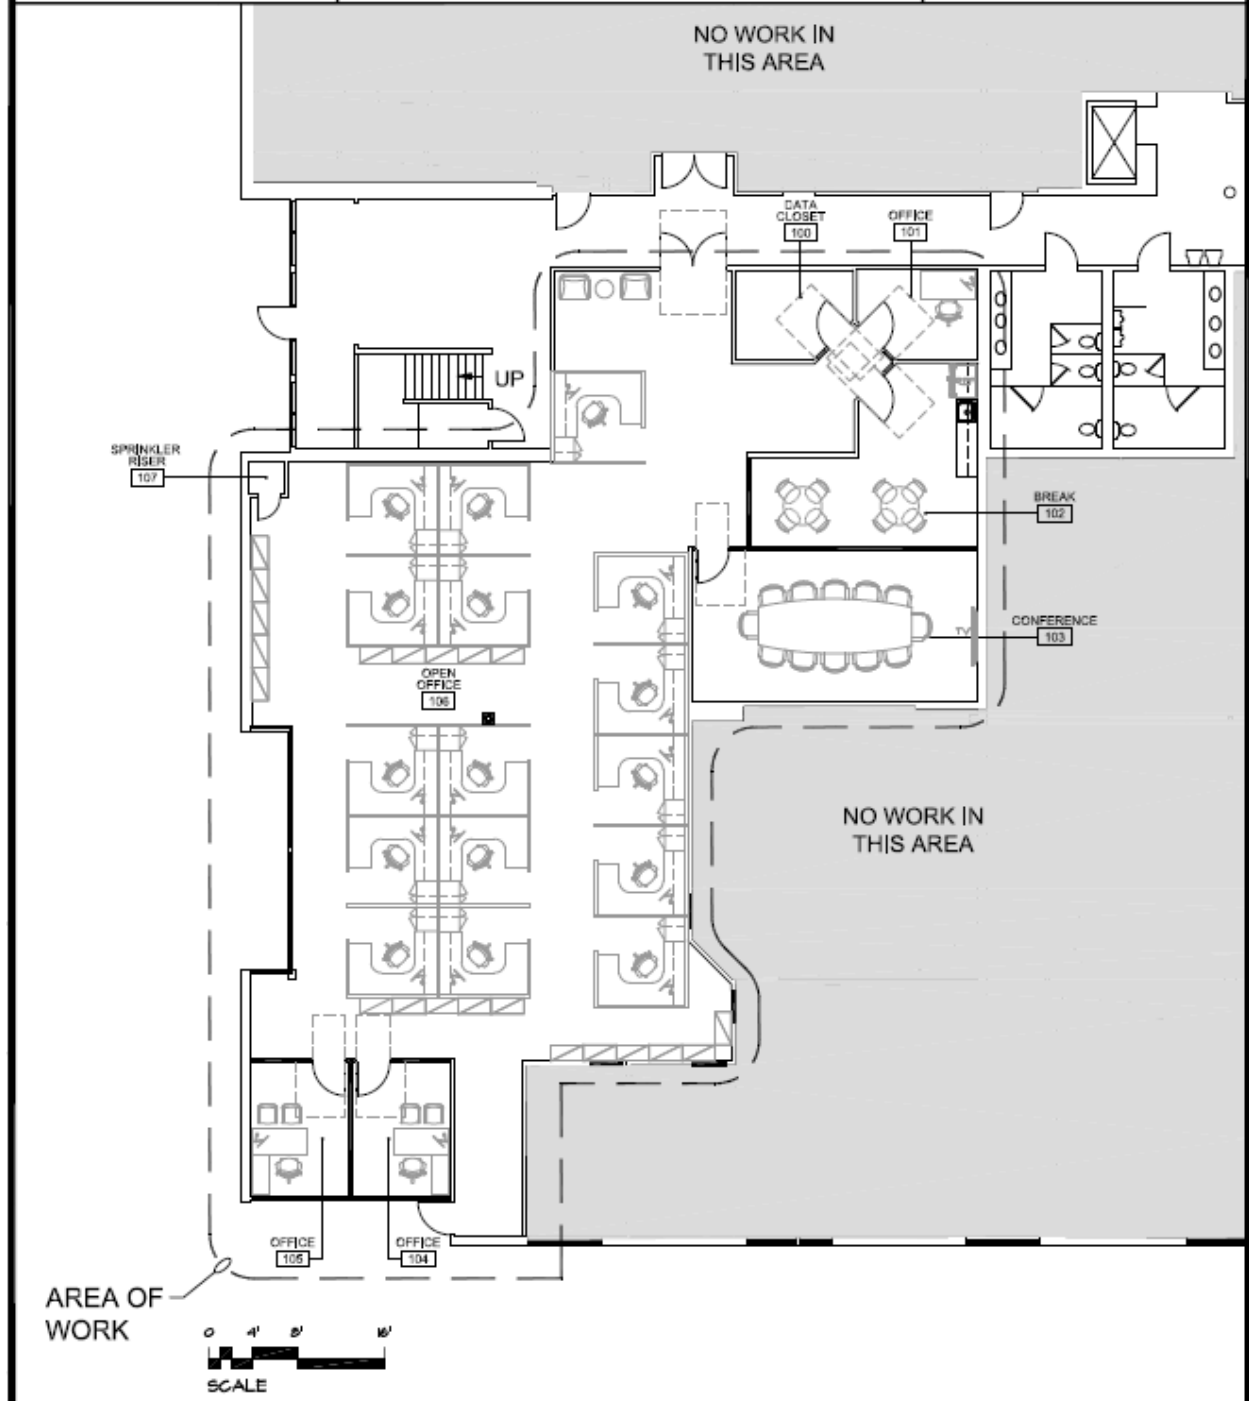 NO WORK IN
THIS AREA
DATA
CLOSET
100
OFFICE
101
UP
SPRINKLER
RISER
107
BREAK
102
CONFERENCE
103
TV
OPEN
OFFICE
106
NO WORK IN
THIS AREA
OFFICE
105
OFFICE
104
AREA OF
WORK
0 4' 8' 16'
SCALE